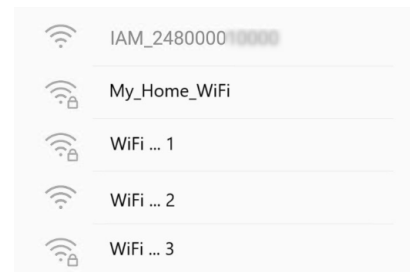 IAM_2480000
My_Home_WiFi
WiFi ... 1
WiFi ... 2
WiFi ... 3